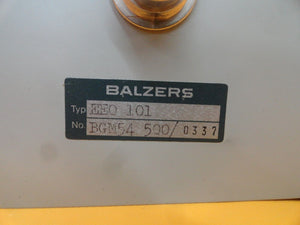 BALZERS
Typ EEO 101
No. BGM54 500/0337